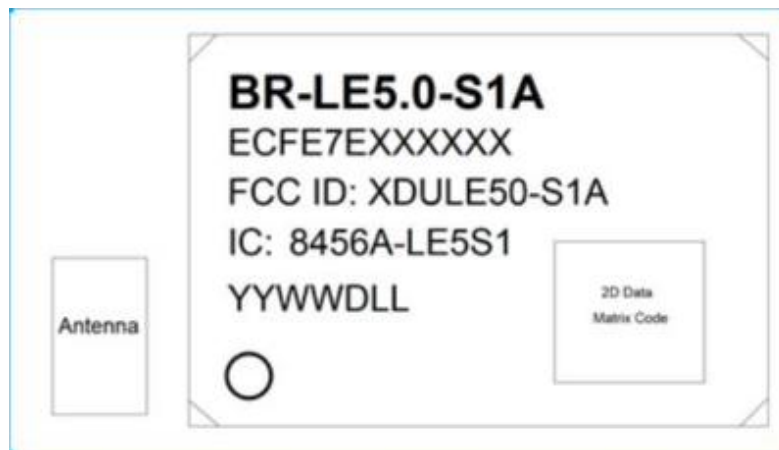 BR-LE5.0-S1A
ECFE7EXXXXXX
FCC ID: XDULE50-S1A
IC: 8456A-LE5S1
YYWWDLL
Antenna
2D Data
Matrix Code